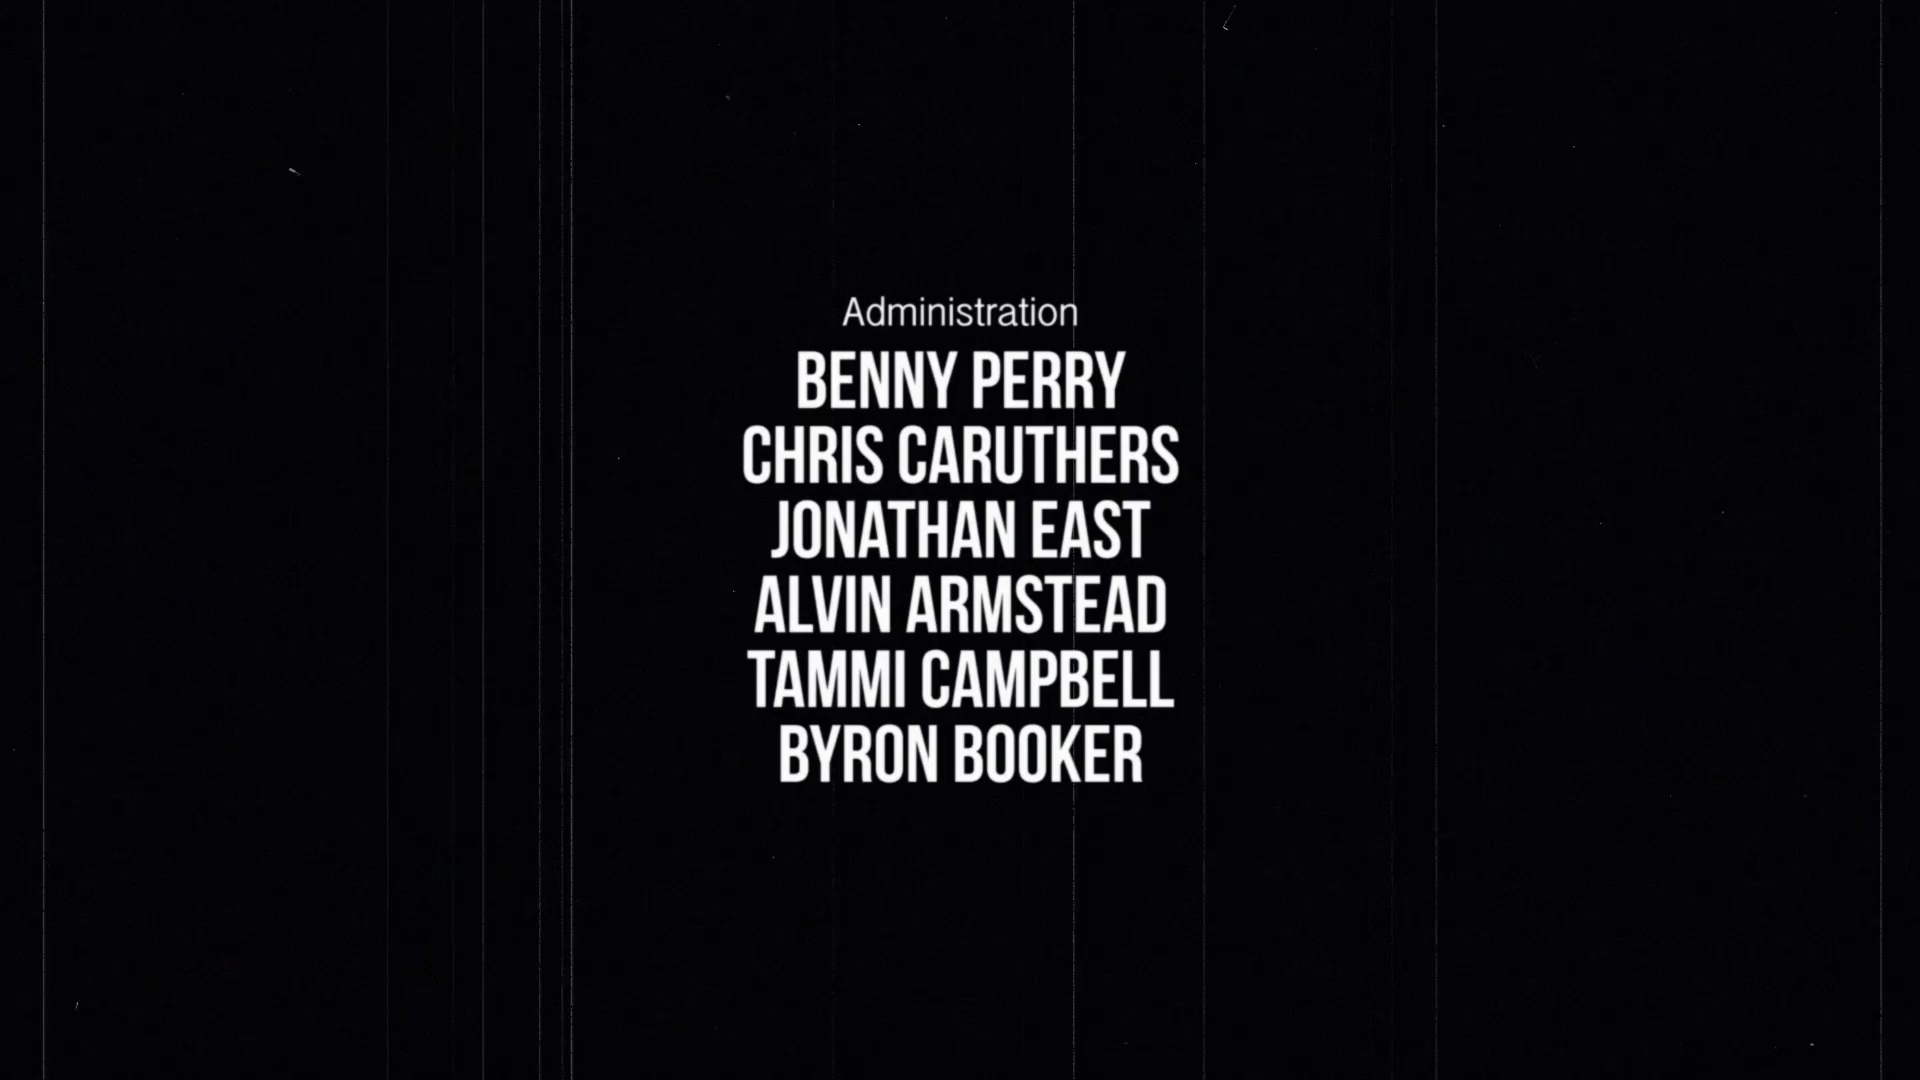 Administration
BENNY PERRY
CHRIS CARUTHERS
JONATHAN EAST
ALVIN ARMSTEAD
TAMMI CAMPBELL
BYRON BOOKER